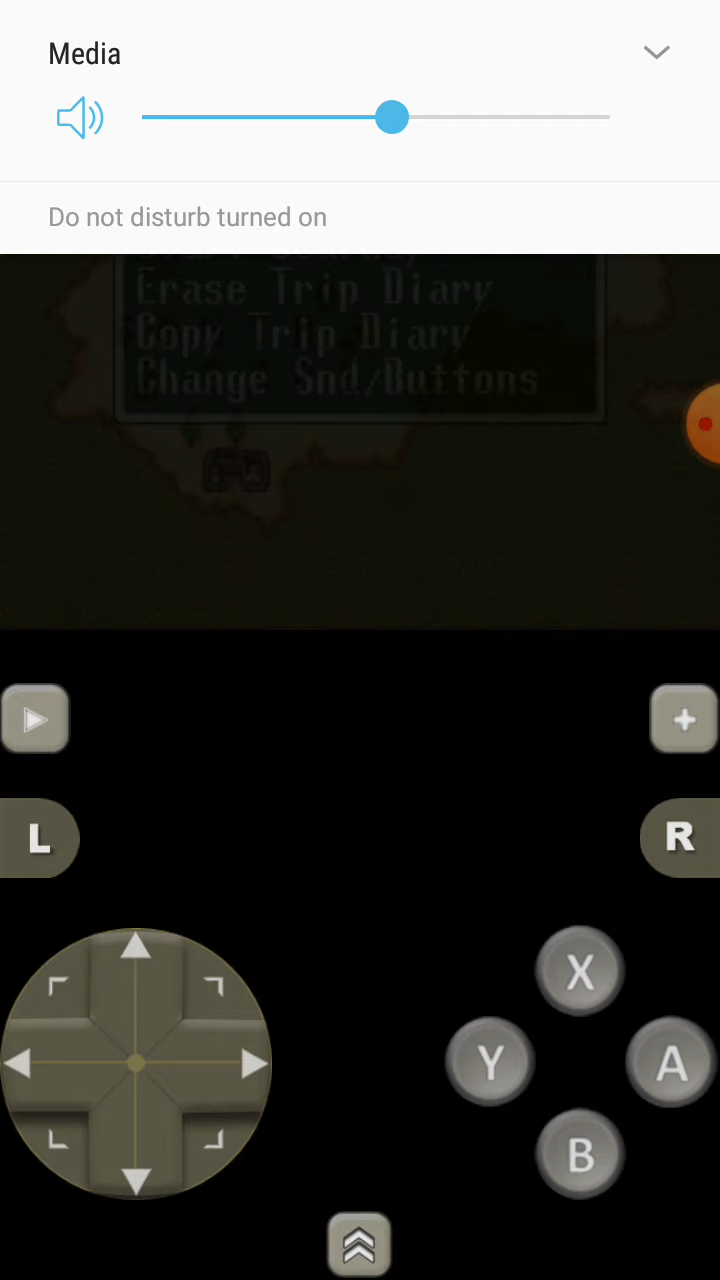 Media
Do not disturb turned on
Erase Trip Diary
Copy Trip Diary
Change Snd/Buttons
L
R
X
Y
A
B